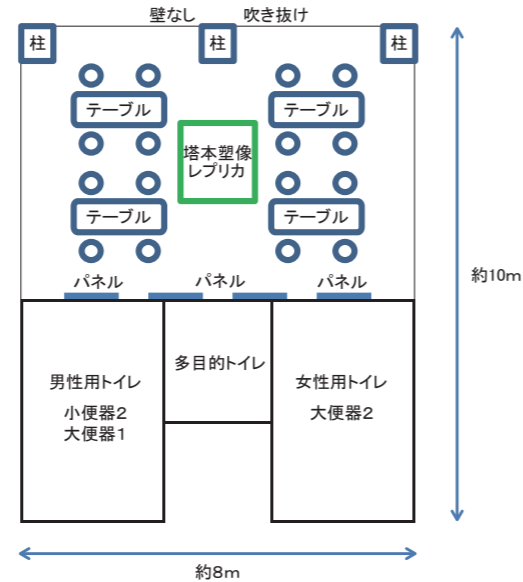 壁なし　吹き抜け
柱
柱
柱
テーブル
テーブル
塔本塑像
レプリカ
テーブル
テーブル
パネル
パネル
パネル
約10m
男性用トイレ
小便器2
大便器1
多目的トイレ
女性用トイレ
大便器2
約8m